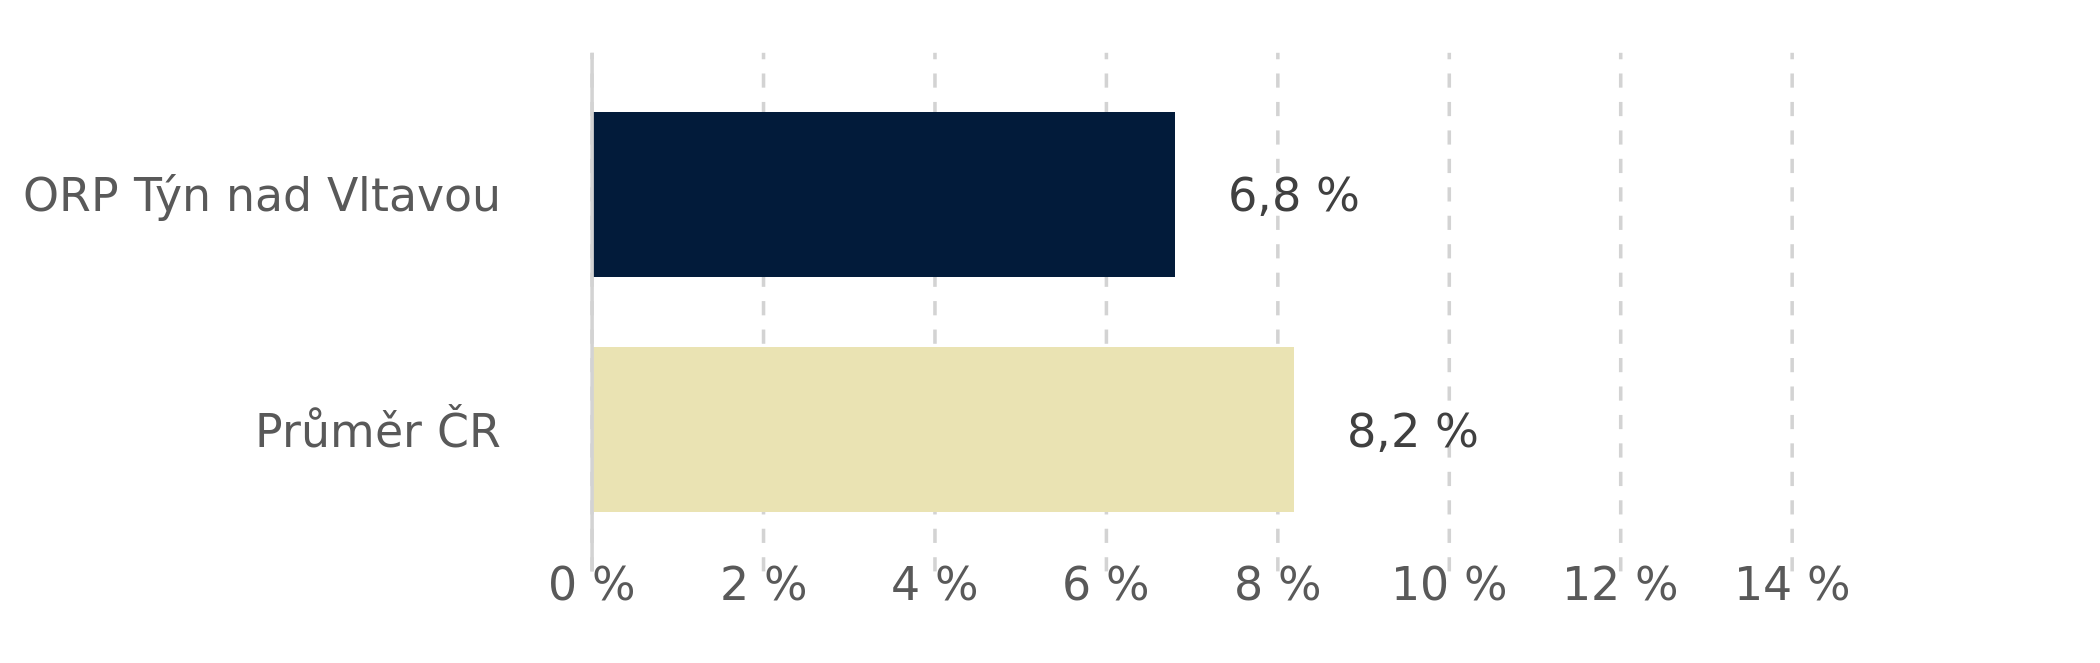 ORP Týn nad Vltavou
6,8 %
Průměr ČR
8,2 %
0 % 2 % 4 % 6 % 8 % 10 % 12 % 14 %